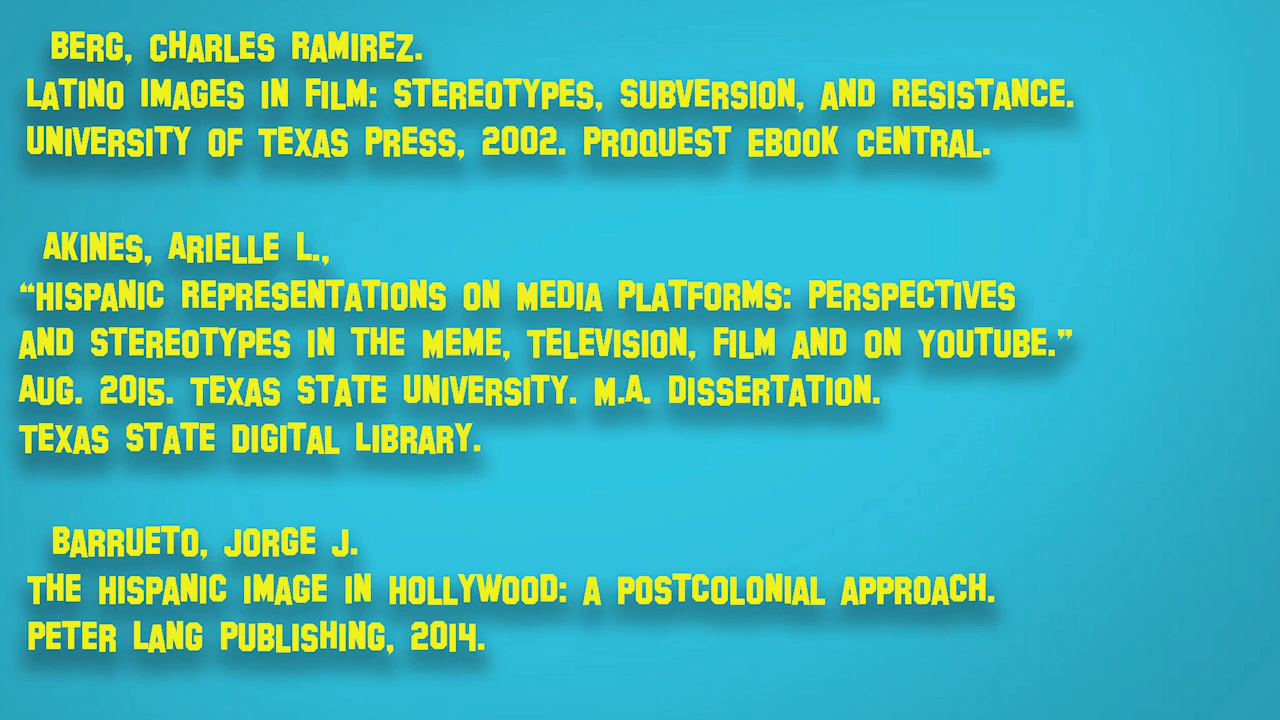 BERG, CHARLES RAMIREZ.
LATINO IMAGES IN FILM: STEREOTYPES, SUBVERSION, AND RESISTANCE.
UNIVERSITY OF TEXAS PRESS, 2002. PROQUEST EBOOK CENTRAL.
AKINES, ARIELLE L.,
“HISPANIC REPRESENTATIONS ON MEDIA PLATFORMS: PERSPECTIVES
AND STEREOTYPES IN THE MEME, TELEVISION, FILM AND ON YOUTUBE.”
AUG. 2015. TEXAS STATE UNIVERSITY. M.A. DISSERTATION.
TEXAS STATE DIGITAL LIBRARY.
BARRUETO, JORGE J.
THE HISPANIC IMAGE IN HOLLYWOOD: A POSTCOLONIAL APPROACH.
PETER LANG PUBLISHING, 2014.